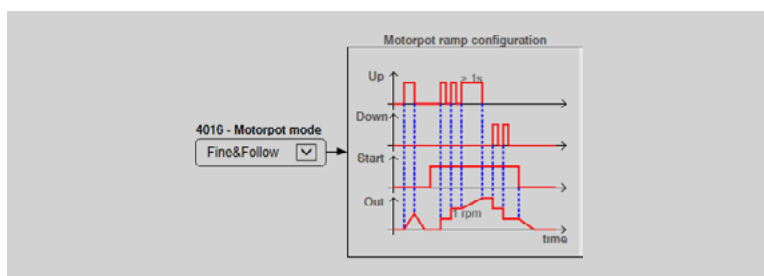 Motorpot ramp configuration
Up
> 1s
Down
4016 - Motorpot mode
Fine&Follow
Start
Out
1 rpm
time